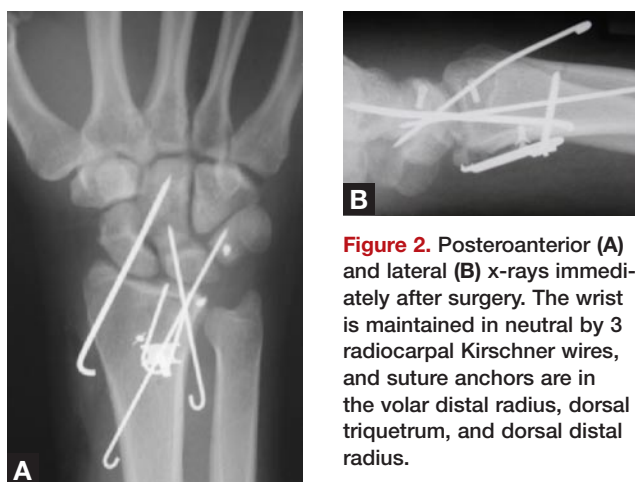 A
B
Figure 2. Posteroanterior (A)
and lateral (B) x-rays immedi-
ately after surgery. The wrist
is maintained in neutral by 3
radiocarpal Kirschner wires,
and suture anchors are in
the volar distal radius, dorsal
triquetrum, and dorsal distal
radius.